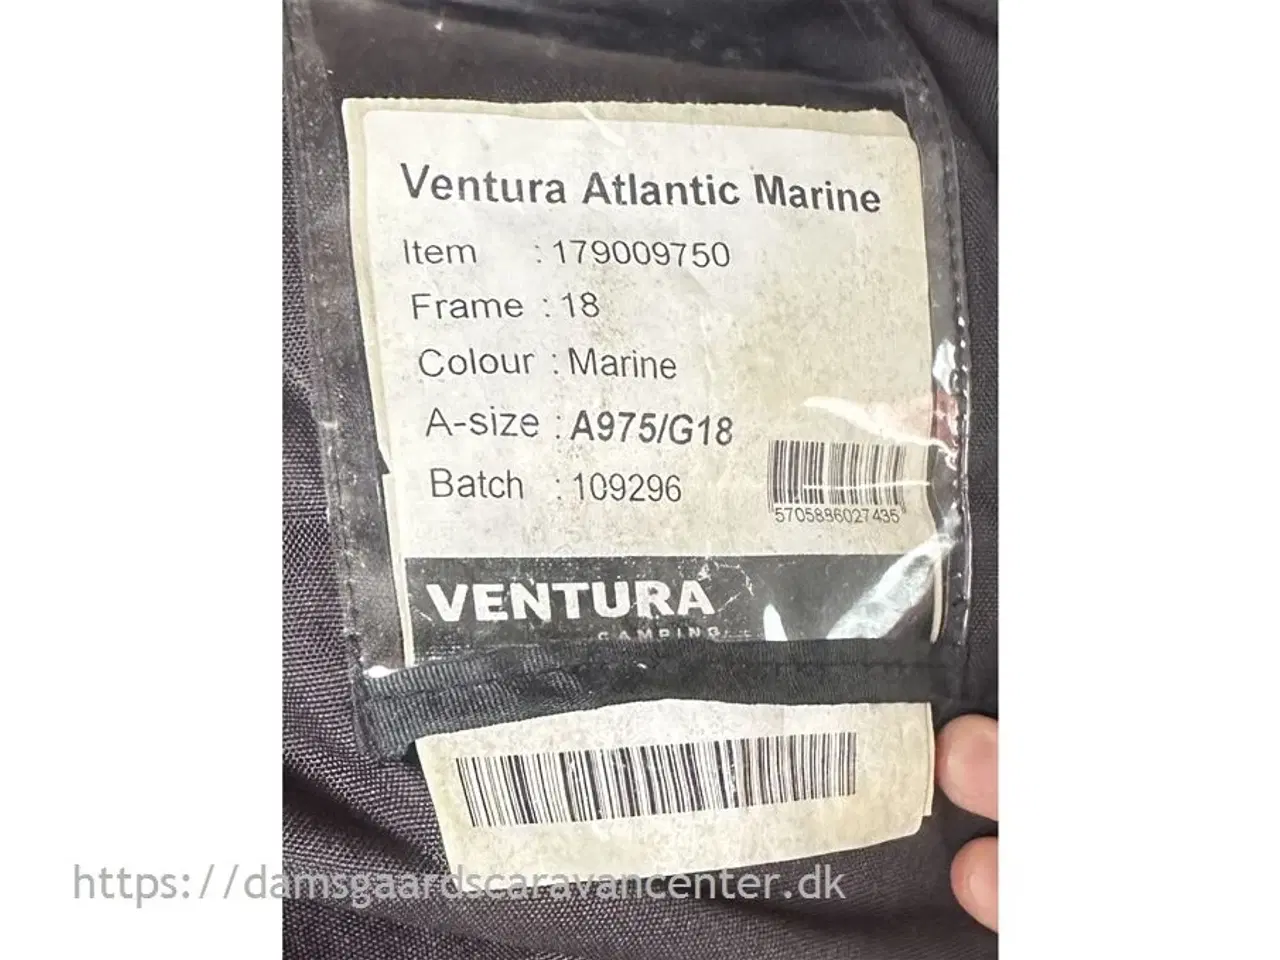 Ventura Atlantic Marine
Item : 179009750
Frame : 18
Colour : Marine
A-size : A975/G18
Batch : 109296
5705886027435
VENTURA
CAMPING
https://damsgaardscaravancenter.dk